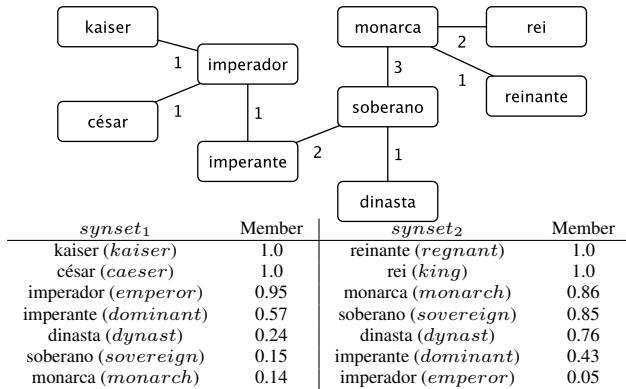 kaiser
monarca
2
rei
1
imperador
3
1
reinante
1
1
soberano
césar
imperante
2
1
dinasta
synset1 Member synset2 Member
kaiser (kaiser) 1.0 reinante (regnant) 1.0
césar (caeser) 1.0 rei (king) 1.0
imperador (emperor) 0.95 monarca (monarch) 0.86
imperante (dominant) 0.57 soberano (sovereign) 0.85
dinasta (dynast) 0.24 dinasta (dynast) 0.76
soberano (sovereign) 0.15 imperante (dominant) 0.43
monarca (monarch) 0.14 imperador (emperor) 0.05